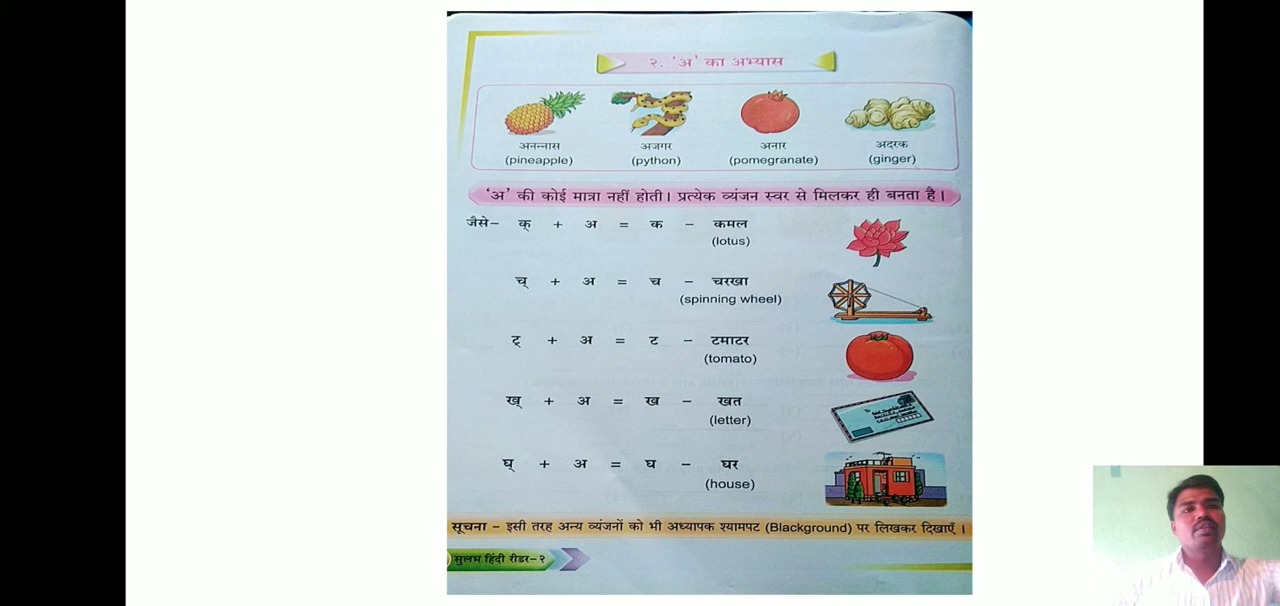 २. 'अ' का अभ्यास
अनन्नास अजगर अनार अदरक
(pineapple) (python) (pomegranate) (ginger)
'अ' की कोई मात्रा नहीं होती। प्रत्येक व्यंजन स्वर से मिलकर ही बनता है।
जैसे– क् + अ = क – कमल
(lotus)
च् + अ = च – चरखा
(spinning wheel)
ट् + अ = ट – टमाटर
(tomato)
ख् + अ = ख – खत
(letter)
घ् + अ = घ – घर
(house)
सूचना – इसी तरह अन्य व्यंजनों को भी अध्यापक श्यामपट (Blackground) पर लिखकर दिखाएँ ।
सुलभ हिंदी रीडर–२